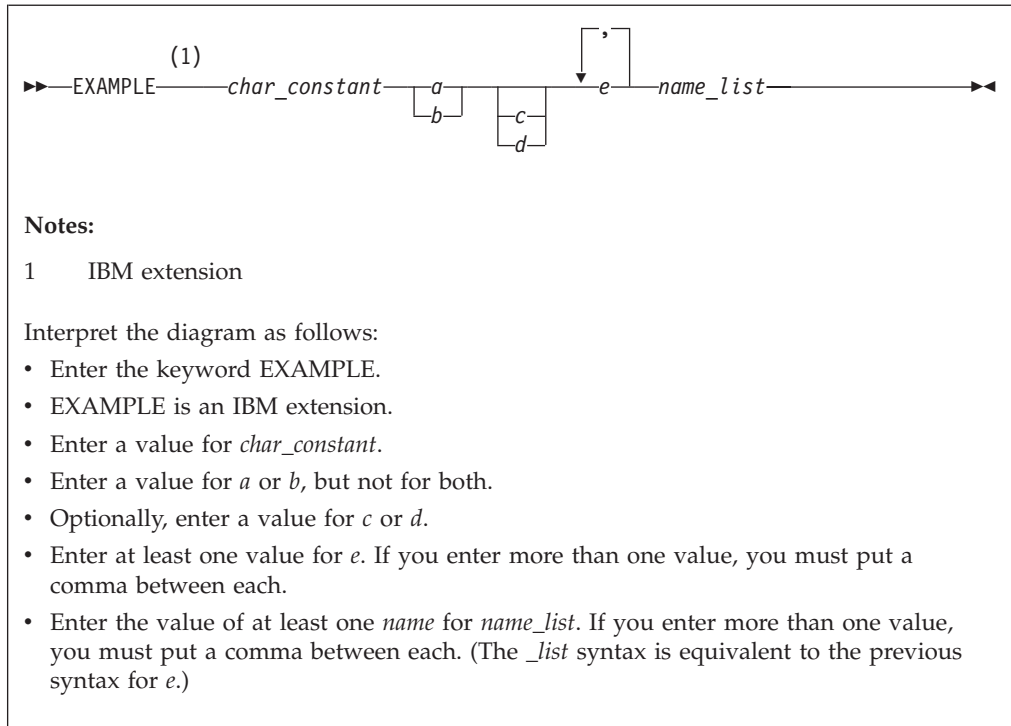 ,
(1)
EXAMPLE char_constant a e name_list
b c
d
Notes:
1 IBM extension
Interpret the diagram as follows:
• Enter the keyword EXAMPLE.
• EXAMPLE is an IBM extension.
• Enter a value for char_constant.
• Enter a value for a or b, but not for both.
• Optionally, enter a value for c or d.
• Enter at least one value for e. If you enter more than one value, you must put a
comma between each.
• Enter the value of at least one name for name_list. If you enter more than one value,
you must put a comma between each. (The _list syntax is equivalent to the previous
syntax for e.)